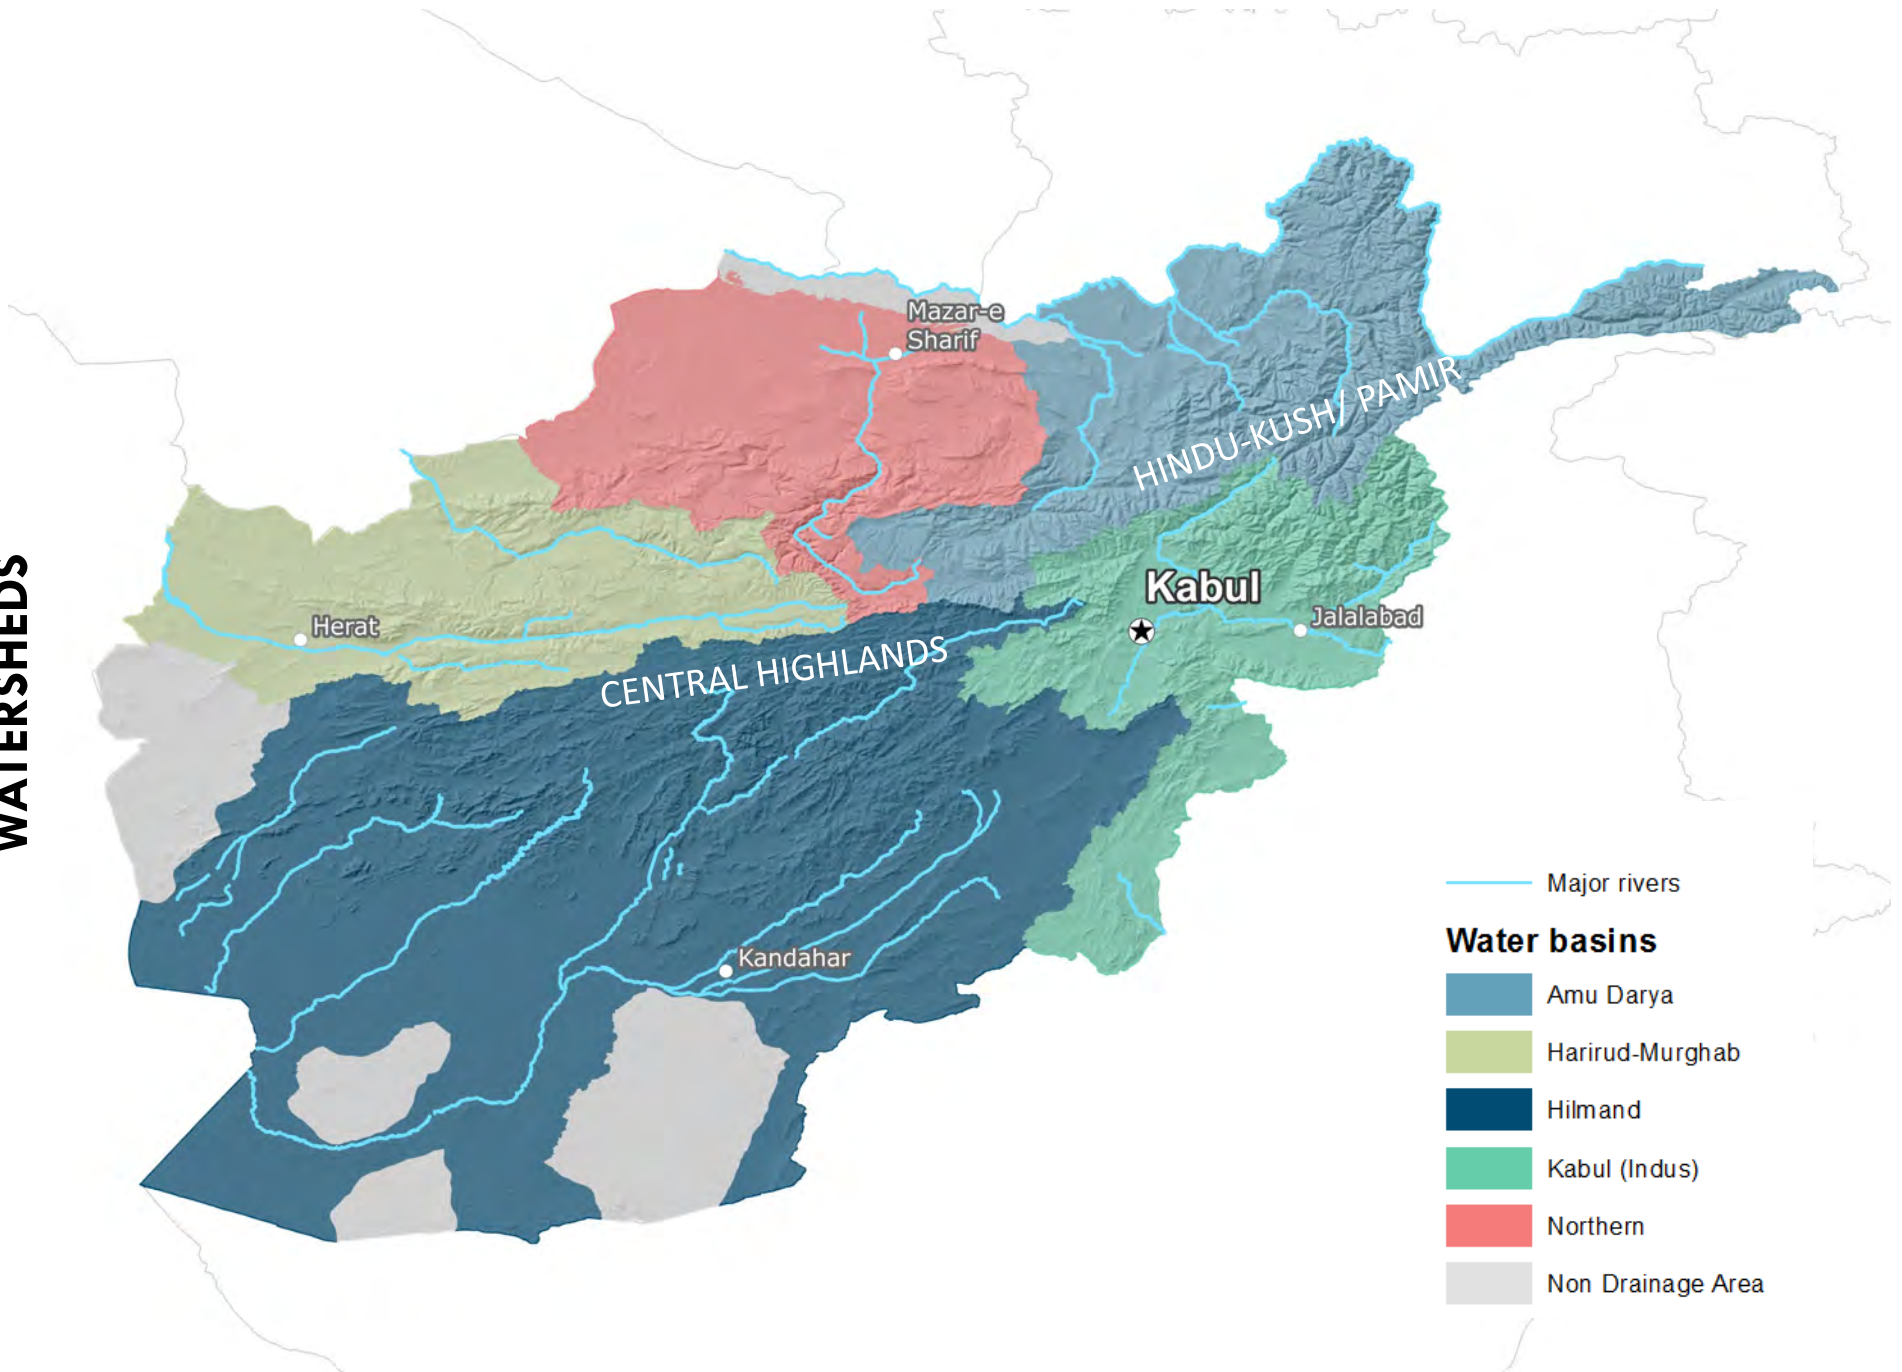 WATERSHEDS
Mazar-e
Sharif
HINDU-KUSH/ PAMIR
Kabul
Jalalabad
Herat
CENTRAL HIGHLANDS
Kandahar
Major rivers
Water basins
Amu Darya
Harirud-Murghab
Hilmand
Kabul (Indus)
Northern
Non Drainage Area